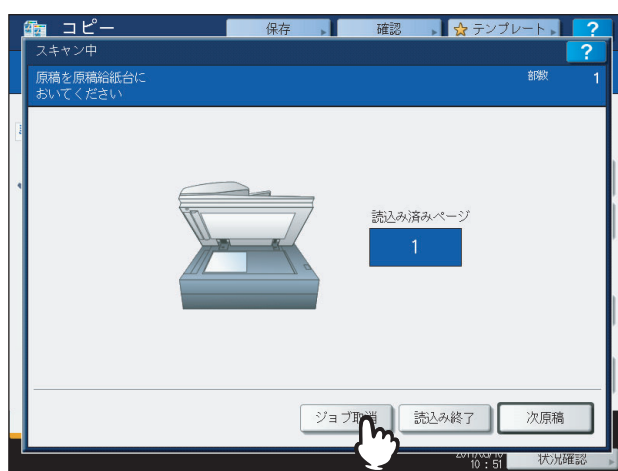 コピー
保存
確認
テンプレート
?
スキャン中
?
原稿を原稿給紙台に
おいてください
部数 1
読込み済みページ
1
ジョブ取消
読込み終了
次原稿
10:51
状況確認